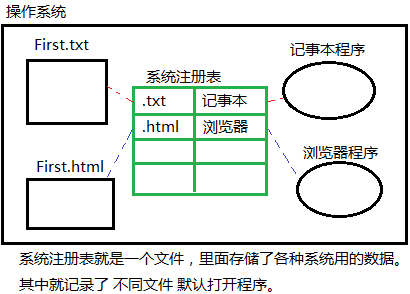 操作系统
First.txt
记事本程序
系统注册表
.txt 记事本
.html 浏览器
First.html
浏览器程序
系统注册表就是一个文件，里面存储了各种系统用的数据。
其中就记录了 不同文件 默认打开程序。